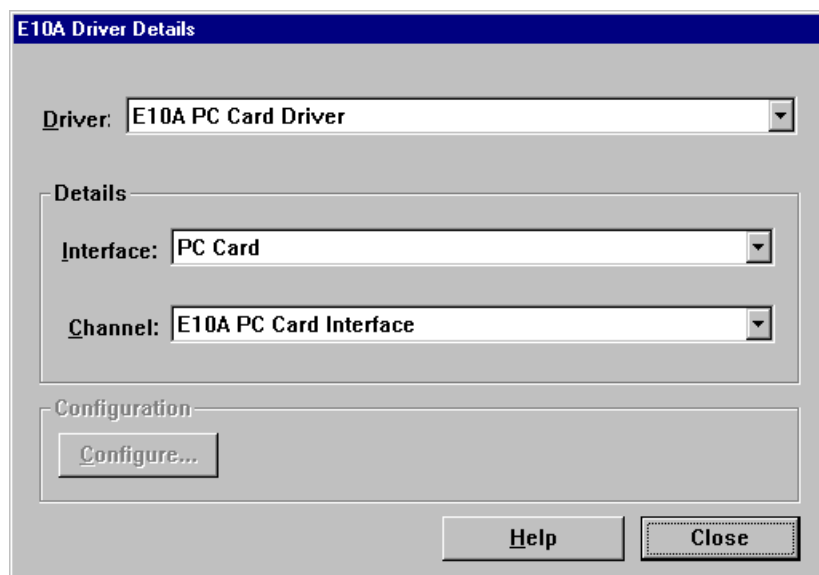 E10A Driver Details
Driver: E10A PC Card Driver
Details
Interface: PC Card
Channel: E10A PC Card Interface
Configuration
Configure...
Help Close